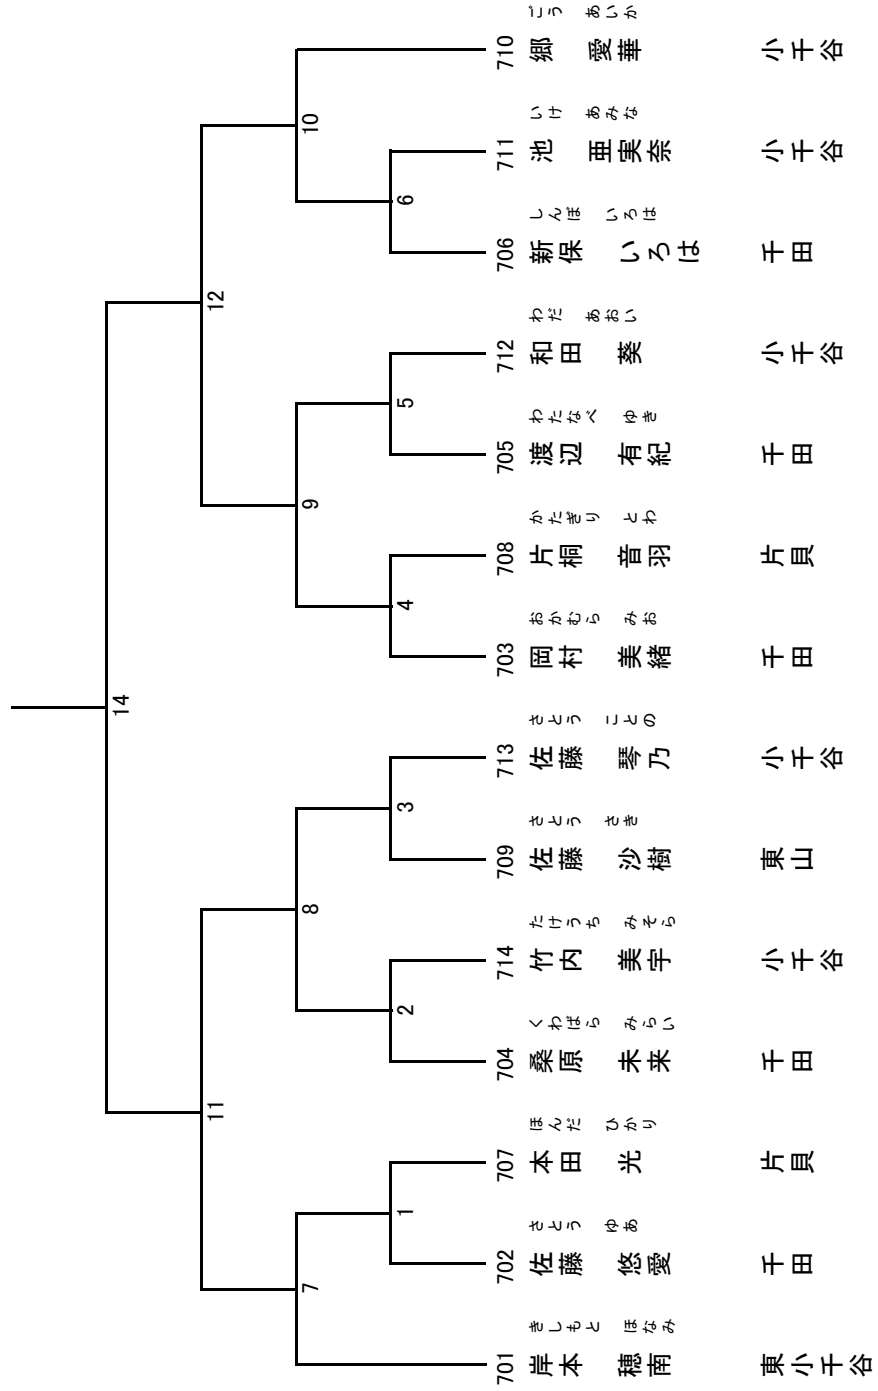 14
11
12
7
8
9
10
1
2
3
4
5
6
きしもと ほなみ
701 岸本 穂南 東小千谷
さとう ゆあ
702 佐藤 悠愛 千田
ほんだ ひかり
707 本田 光 片貝
くわばら みらい
704 桑原 未来 千田
たけうち みそら
714 竹内 美宇 小千谷
さとう さき
709 佐藤 沙樹 東山
さとう ことの
713 佐藤 琴乃 小千谷
おかむら みお
703 岡村 美緒 千田
かたぎり とわ
708 片桐 音羽 片貝
わたなべ ゆき
705 渡辺 有紀 千田
わだ あおい
712 和田 葵 小千谷
しんぼ いろは
706 新保 いろは 千田
いけ あみな
711 池 亜実奈 小千谷
ごう あいか
710 郷 愛華 小千谷